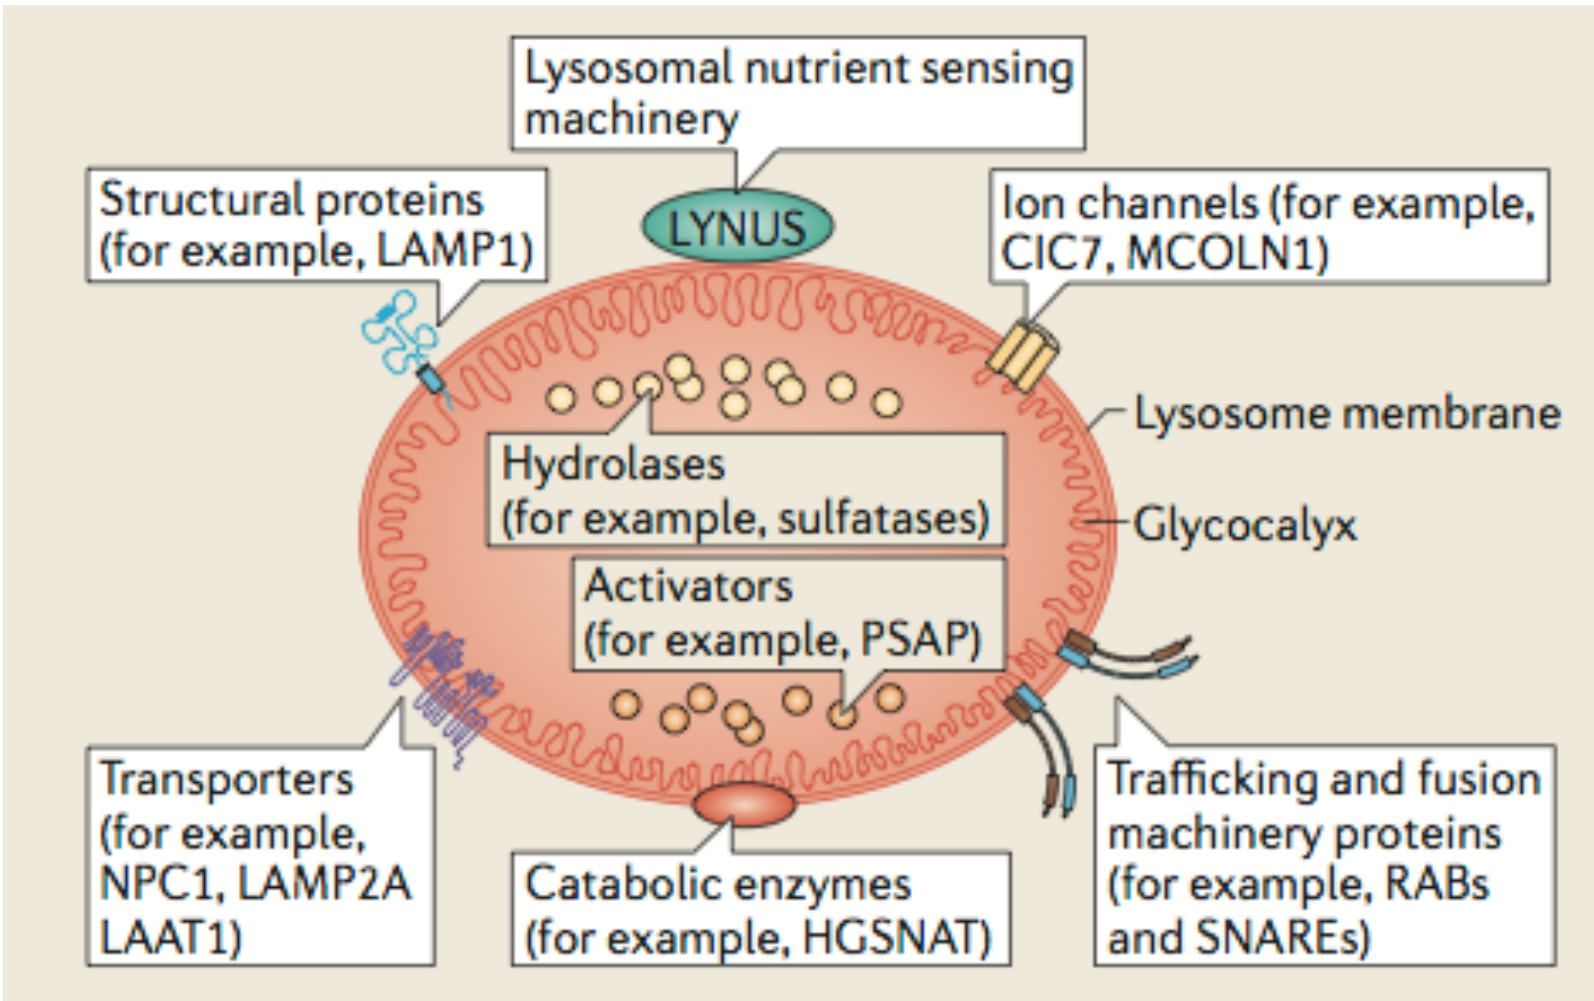 Lysosomal nutrient sensing
machinery
Structural proteins
(for example, LAMP1)
LYNUS
Ion channels (for example,
CIC7, MCOLN1)
Lysosome membrane
Hydrolases
(for example, sulfatases)
Glycocalyx
Activators
(for example, PSAP)
Transporters
(for example,
NPC1, LAMP2A
LAAT1)
Catabolic enzymes
(for example, HGSNAT)
Trafficking and fusion
machinery proteins
(for example, RABs
and SNAREs)